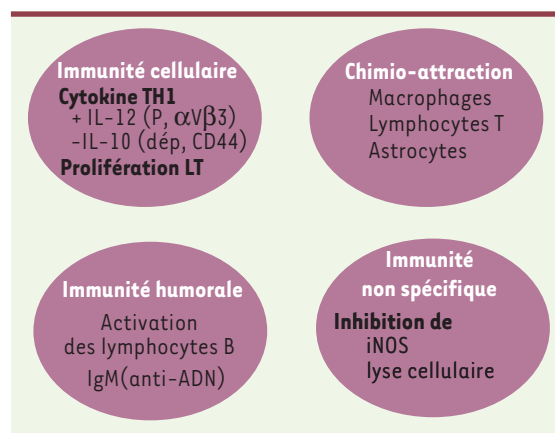 Immunité cellulaire
Cytokine TH1
+ IL-12 (P, αVβ3)
-IL-10 (dép, CD44)
Prolifération LT
Chimio-attraction
Macrophages
Lymphocytes T
Astrocytes
Immunité humorale
Activation
des lymphocytes B
IgM(anti-ADN)
Immunité
non spécifique
Inhibition de
iNOS
lyse cellulaire